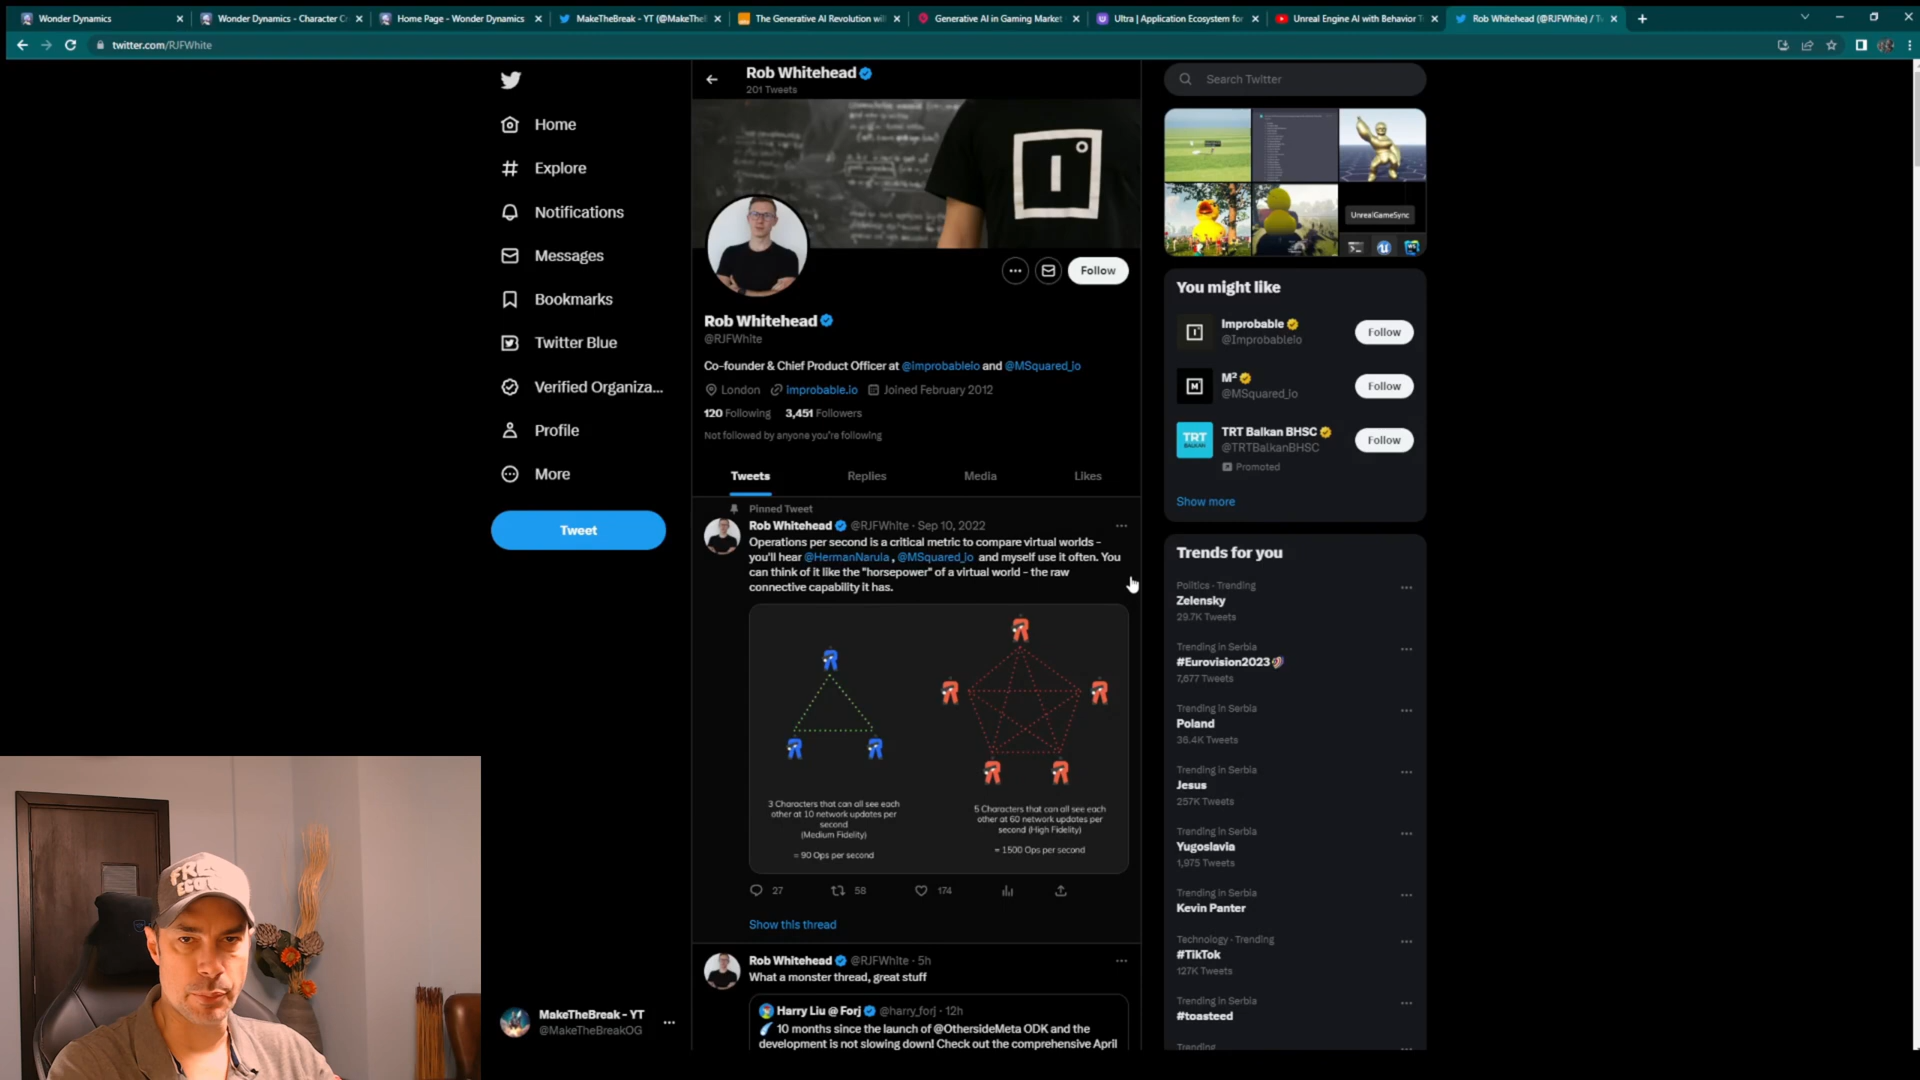 Wonder Dynamics
Wonder Dynamics - Character Cr
Home Page - Wonder Dynamics
MakeTheBreak - YT (@MakeThel
The Generative AI Revolution will
Generative AI in Gaming Market
Ultra | Application Ecosystem for
Unreal Engine AI with Behavior T
Rob Whitehead (@RJFWhite) / T
twitter.com/RJFWhite
Home
Explore
Notifications
Messages
Bookmarks
Twitter Blue
Verified Organiza...
Profile
More
Tweet
MakeTheBreak - YT
@MakeTheBreakOG
Rob Whitehead
201 Tweets
Follow
Rob Whitehead
@RJFWhite
Co-founder & Chief Product Officer at @improbableio and @MSquared_io
London improbable.io Joined February 2012
120 Following 3,451 Followers
Not followed by anyone you're following
Tweets Replies Media Likes
Pinned Tweet
Rob Whitehead @RJFWhite · Sep 10, 2022
Operations per second is a critical metric to compare virtual worlds -
you'll hear @HermanNarula, @MSquared_io and myself use it often. You
can think of it like the "horsepower" of a virtual world - the raw
connective capability it has.
3 Characters that can all see each
other at 10 network updates per
second
(Medium Fidelity)
= 90 Ops per second
5 Characters that can all see each
other at 60 network updates per
second (High Fidelity)
= 1500 Ops per second
27 58 174
Show this thread
Rob Whitehead @RJFWhite · 5h
What a monster thread, great stuff
Harry Liu @ Forj @harry_forj · 12h
10 months since the launch of @OthersideMeta ODK and the
development is not slowing down! Check out the comprehensive April
Search Twitter
UnrealGameSync
You might like
Improbable
@Improbableio
Follow
M²
@MSquared_io
Follow
TRT
BALKAN
TRT Balkan BHSC
@TRTBalkanBHSC
Promoted
Follow
Show more
Trends for you
Politics · Trending
Zelensky
29.7K Tweets
Trending in Serbia
#Eurovision2023
7,677 Tweets
Trending in Serbia
Poland
36.4K Tweets
Trending in Serbia
Jesus
257K Tweets
Trending in Serbia
Yugoslavia
1,975 Tweets
Trending in Serbia
Kevin Panter
Technology · Trending
#TikTok
127K Tweets
Trending in Serbia
#toasteed
Trending